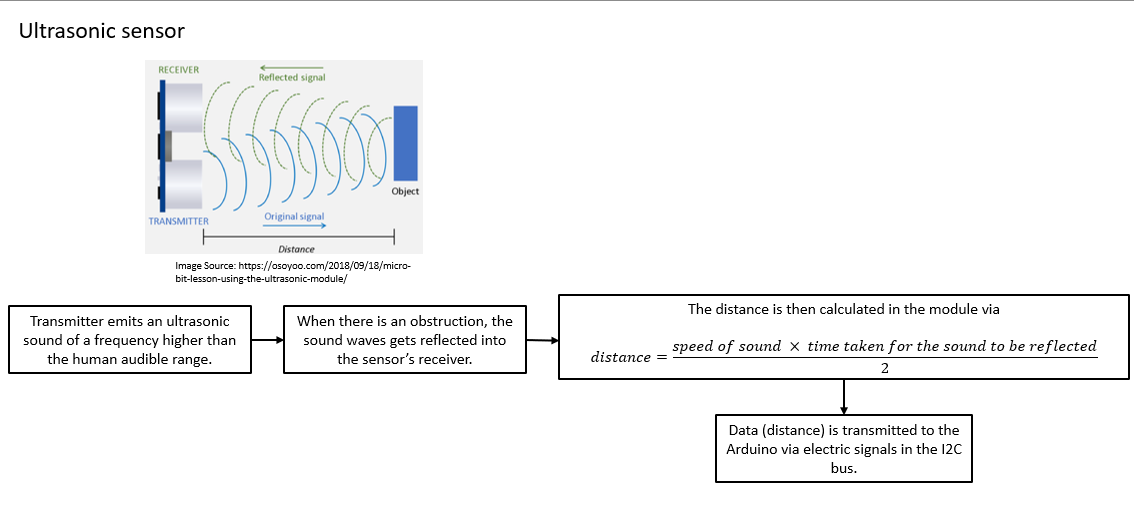 Ultrasonic sensor
RECEIVER
Reflected signal
Object
TRANSMITTER
Original signal
Distance
Image Source: https://osoyoo.com/2018/09/18/micro-
bit-lesson-using-the-ultrasonic-module/
Transmitter emits an ultrasonic
sound of a frequency higher than
the human audible range.
When there is an obstruction, the
sound waves gets reflected into
the sensor's receiver.
The distance is then calculated in the module via
distance = speed of sound × time taken for the sound to be reflected
2
Data (distance) is transmitted to the
Arduino via electric signals in the I2C
bus.